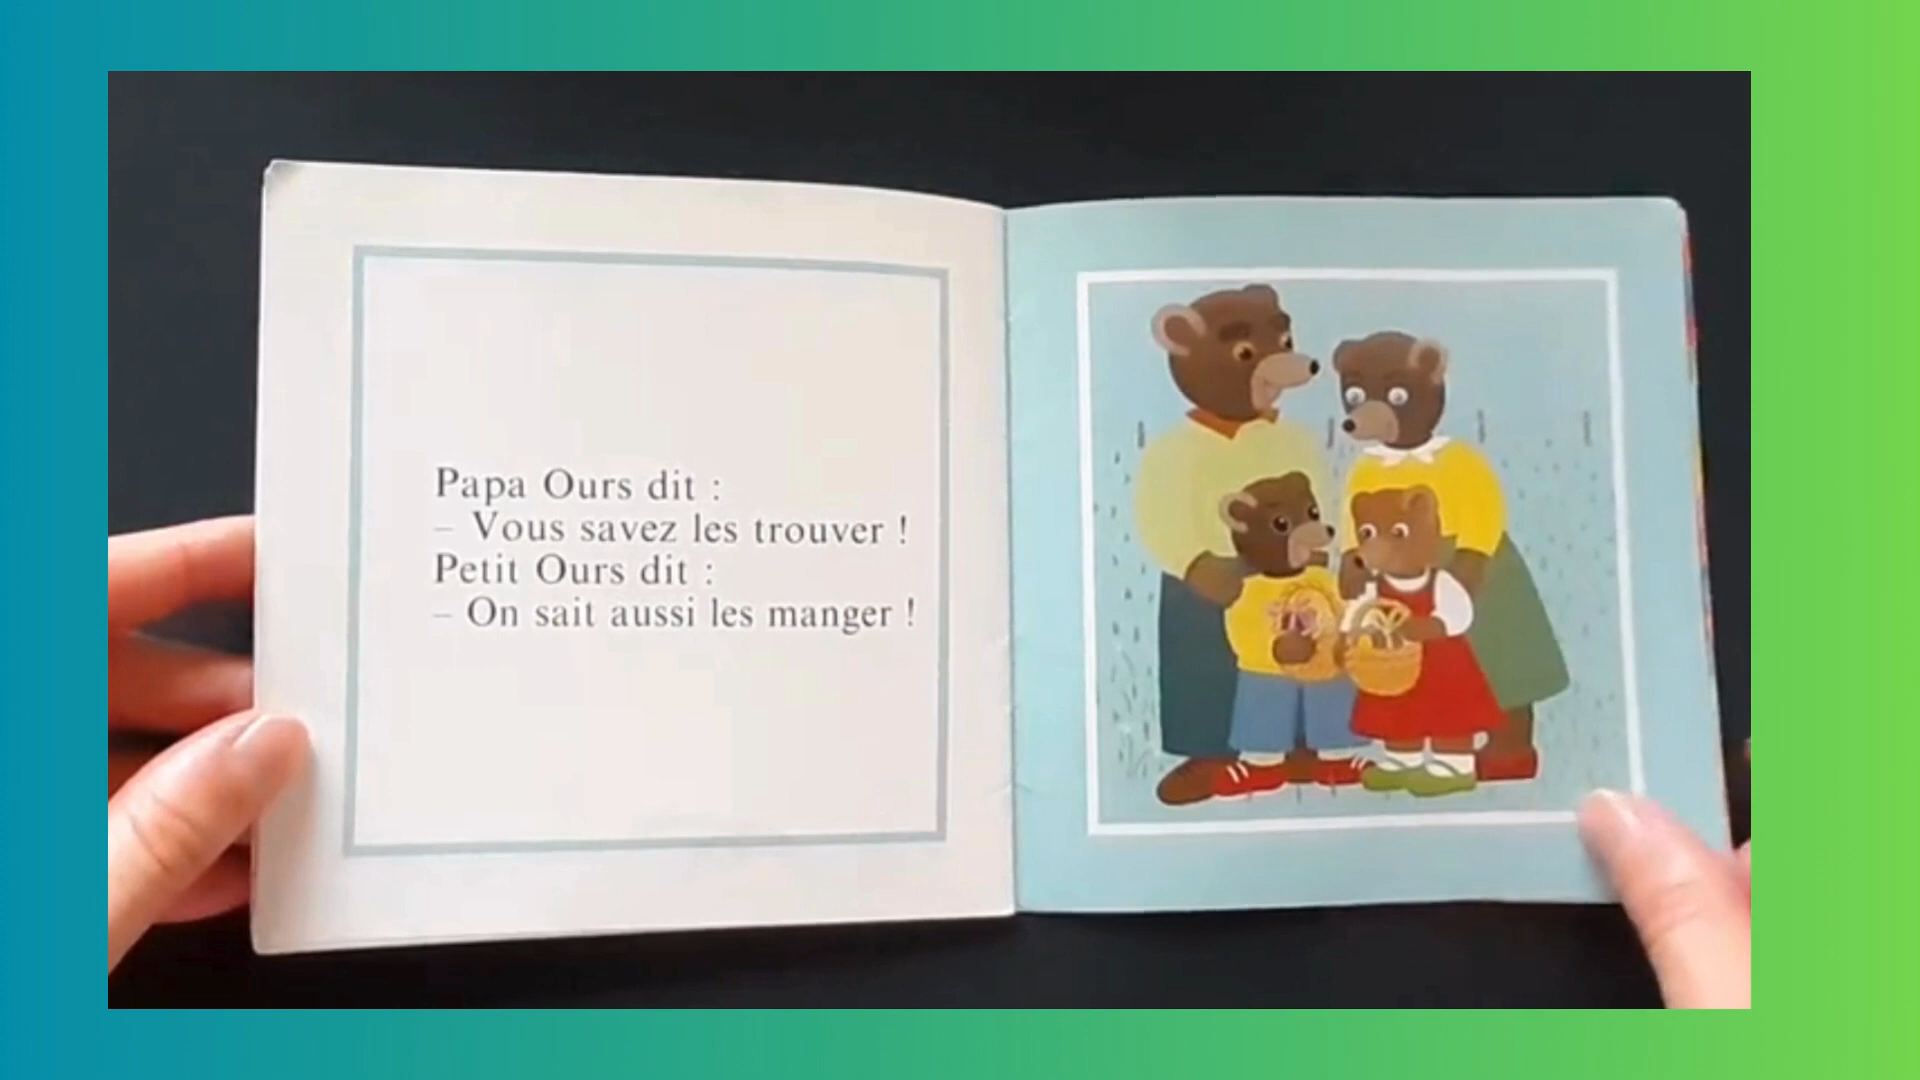 Papa Ours dit :
– Vous savez les trouver !
Petit Ours dit :
– On sait aussi les manger !